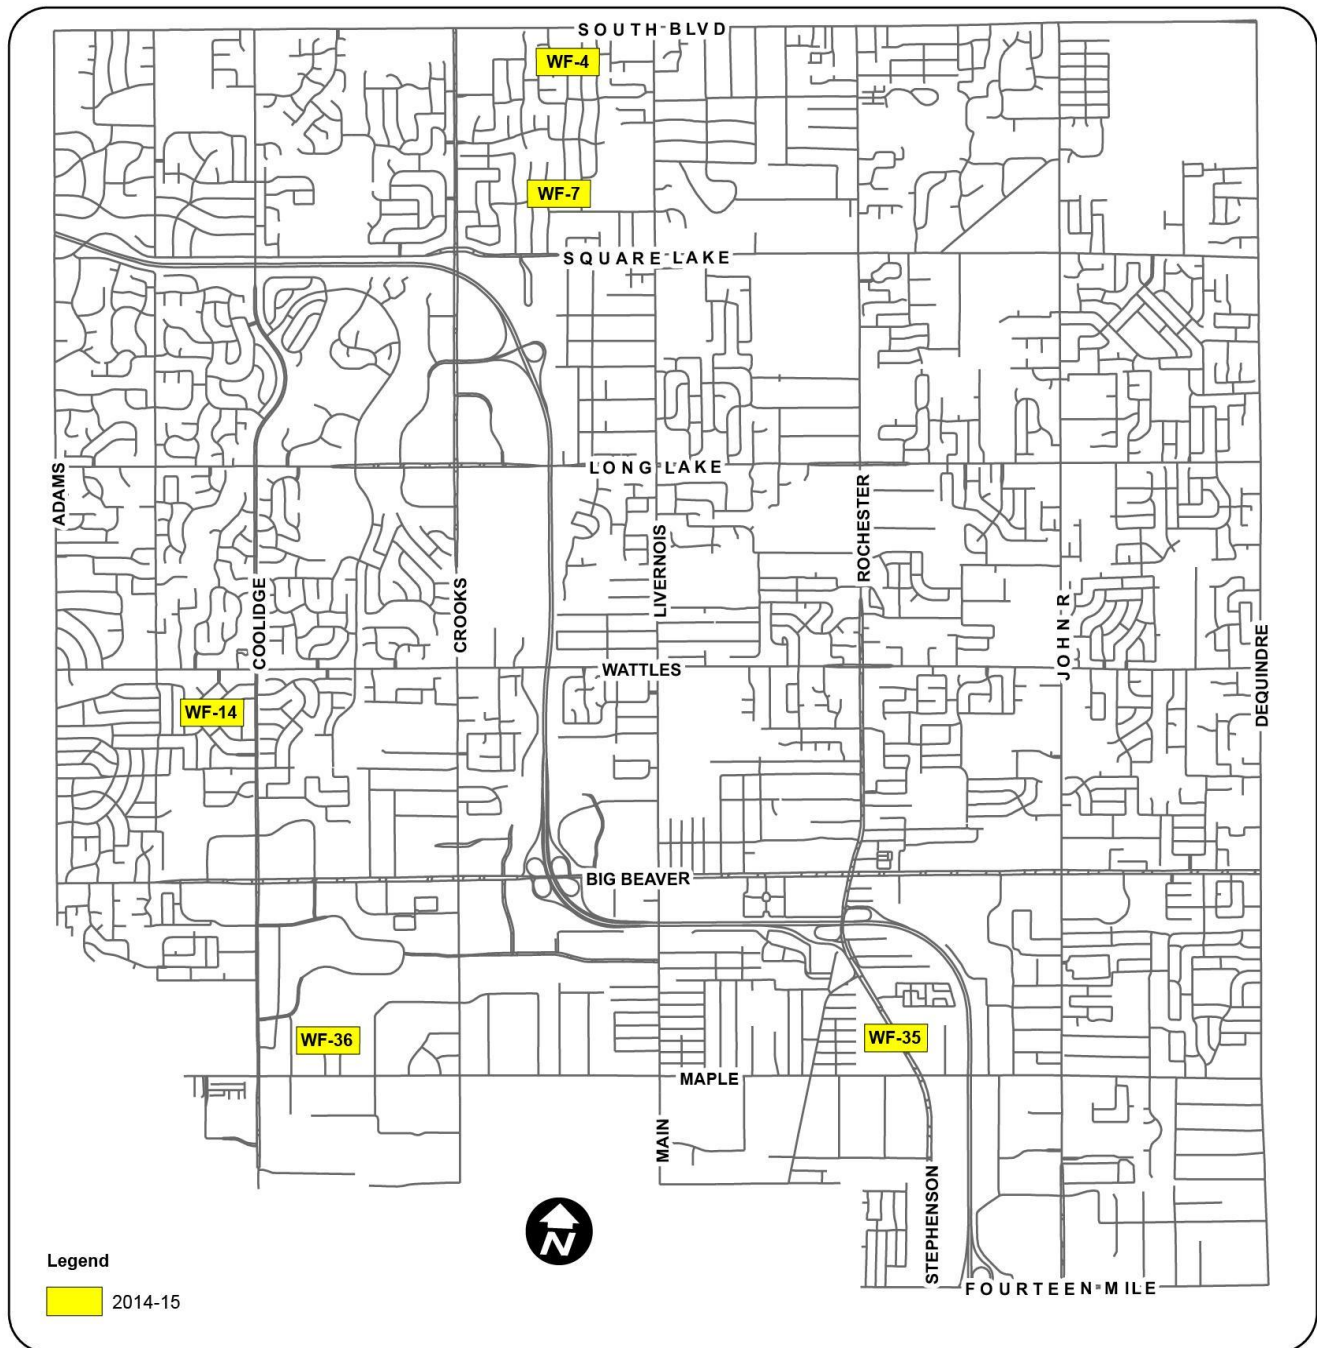 SOUTH BLVD
WF-4
WF-7
SQUARE LAKE
ADAMS
LONG LAKE
ROCHESTER
LIVERNOIS
COOLIDGE
CROOKS
JOHN R
DEQUINDRE
WATTLES
WF-14
BIG BEAVER
WF-36
WF-35
MAPLE
MAIN
STEPHENSON
N
Legend
FOURTEEN MILE
2014-15